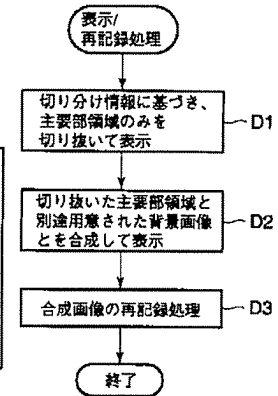 表示/
再記録処理
切り分け情報に基づき、
主要部領域のみを
切り抜いて表示
D1
切り抜いた主要部領域と
別途用意された背景画像
とを合成して表示
D2
合成画像の再記録処理
D3
終了